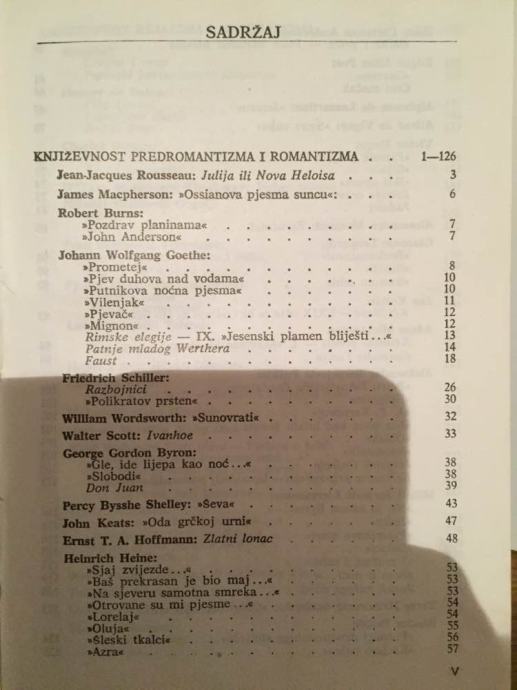 SADRŽAJ
KNJIŽEVNOST PREDROMANTIZMA I ROMANTIZMA . . 1—126
Jean-Jacques Rousseau: Julija ili Nova Heloisa . . . 3
James Macpherson: »Ossianova pjesma suncu«: . . . 6
Robert Burns:
»Pozdrav planinama« . . . . . . . . 7
»John Anderson« . . . . . . . . . 7
Johann Wolfgang Goethe:
»Prometej« . . . . . . . . . . . 8
»Pjev duhova nad vodama« . . . . . . . 10
»Putnikova noćna pjesma« . . . . . . . 10
»Vilenjak« . . . . . . . . . . . 11
»Pjevač« . . . . . . . . . . . 12
»Mignon« . . . . . . . . . . . 12
Rimske elegije — IX. »Jesenski plamen bliješti...« 13
Patnje mladog Werthera . . . . . . . 14
Faust . . . . . . . . . . . . 18
Friedrich Schiller:
Razbojnici . . . . . . . . . . . 26
»Polikratov prsten« . . . . . . . . . 30
William Wordsworth: »Sunovrati« . . . . . . 32
Walter Scott: Ivanhoe . . . . . . . . 33
George Gordon Byron:
»Gle, ide lijepa kao noć...« . . . . . . 38
»Slobodi« . . . . . . . . . . . 38
Don Juan . . . . . . . . . . 39
Percy Bysshe Shelley: »Ševa« . . . . . . 43
John Keats: »Oda grčkoj urni« . . . . . . 47
Ernst T. A. Hoffmann: Zlatni lonac . . . . . 48
Heinrich Heine:
»Sjaj zvijezde...« . . . . . . . . . 53
»Baš prekrasan je bio maj...« . . . . . . 53
»Na sjeveru samotna smreka...« . . . . . 53
»Otrovane su mi pjesme...« . . . . . . 54
»Lorelaj« . . . . . . . . . . . 54
»Oluja« . . . . . . . . . . . 55
»Šleski tkalci« . . . . . . . . . . 56
»Azra« . . . . . . . . . . . 57
V